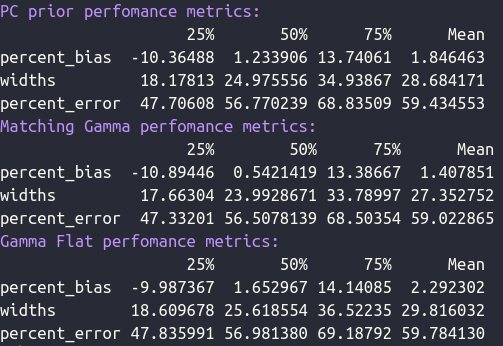 PC prior perfomance metrics:
25% 50% 75% Mean
percent_bias -10.36488 1.233906 13.74061 1.846463
widths 18.17813 24.975556 34.93867 28.684171
percent_error 47.70608 56.770239 68.83509 59.434553
Matching Gamma perfomance metrics:
25% 50% 75% Mean
percent_bias -10.89446 0.5421419 13.38667 1.407851
widths 17.66304 23.9928671 33.78997 27.352752
percent_error 47.33201 56.5078139 68.50354 59.022865
Gamma Flat perfomance metrics:
25% 50% 75% Mean
percent_bias -9.987367 1.652967 14.14085 2.292302
widths 18.609678 25.618554 36.52235 29.816032
percent_error 47.835991 56.981380 69.18792 59.784130